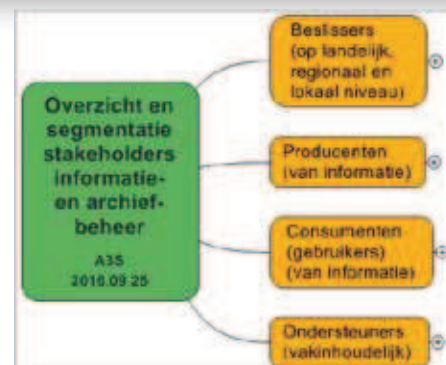 Overzicht en
segmentatie
stakeholders
informatie-
en archief-
beheer
A3S
2016.09.25
Beslissers
(op landelijk,
regionaal en
lokaal niveau)
Producenten
(van informatie)
Consumenten
(gebruikers)
(van informatie)
Ondersteuners
(vakinhoudelijk)